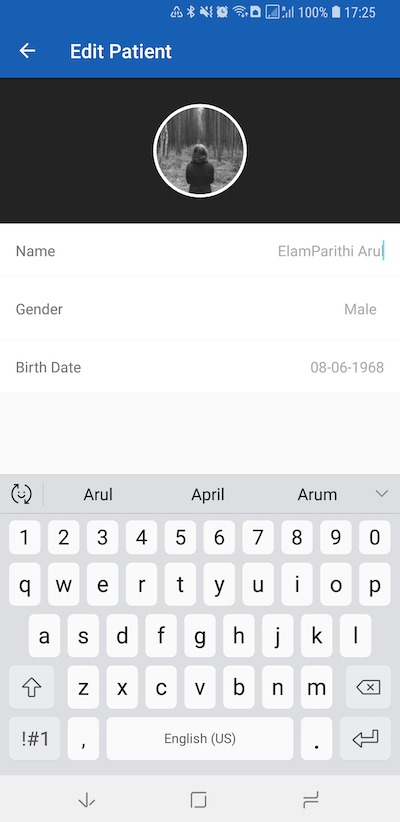 100% 17:25
Edit Patient
Name ElamParithi Arul
Gender Male
Birth Date 08-06-1968
Arul April Arum
1 2 3 4 5 6 7 8 9 0
q w e r t y u i o p
a s d f g h j k l
z x c v b n m
!#1 , English (US) .